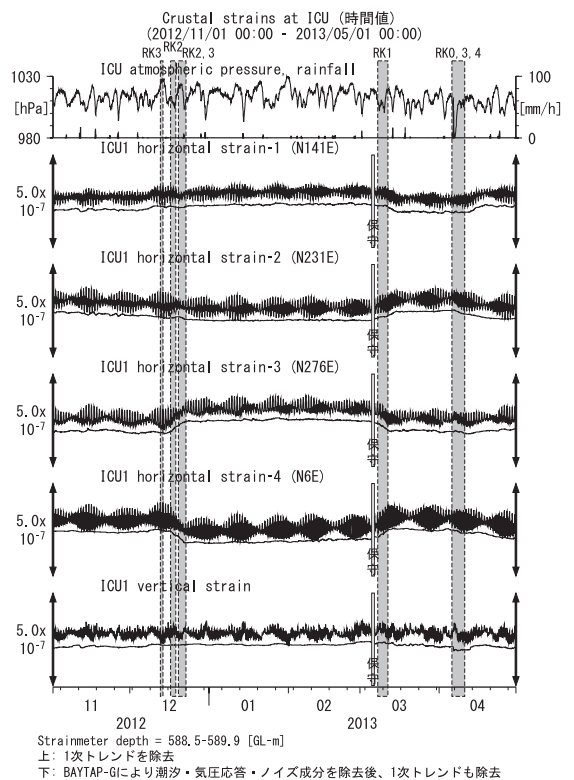 Crustal strains at ICU (時間値)
(2012/11/01 00:00 - 2013/05/01 00:00)
RK3
RK2
RK2, 3
RK1
RK0, 3, 4
ICU atmospheric pressure, rainfall
1030
[hPa]
980
100
[mm/h]
0
ICU1 horizontal strain-1 (N141E)
5.0x
10-7
保守
ICU1 horizontal strain-2 (N231E)
5.0x
10-7
保守
ICU1 horizontal strain-3 (N276E)
5.0x
10-7
保守
ICU1 horizontal strain-4 (N6E)
5.0x
10-7
保守
ICU1 vertical strain
5.0x
10-7
保守
11 12 01 02 03 04
2012 2013
Strainmeter depth = 588.5-589.9 [GL-m]
上: 1次トレンドを除去
下: BAYTAP-Gにより潮汐・気圧応答・ノイズ成分を除去後、1次トレンドも除去